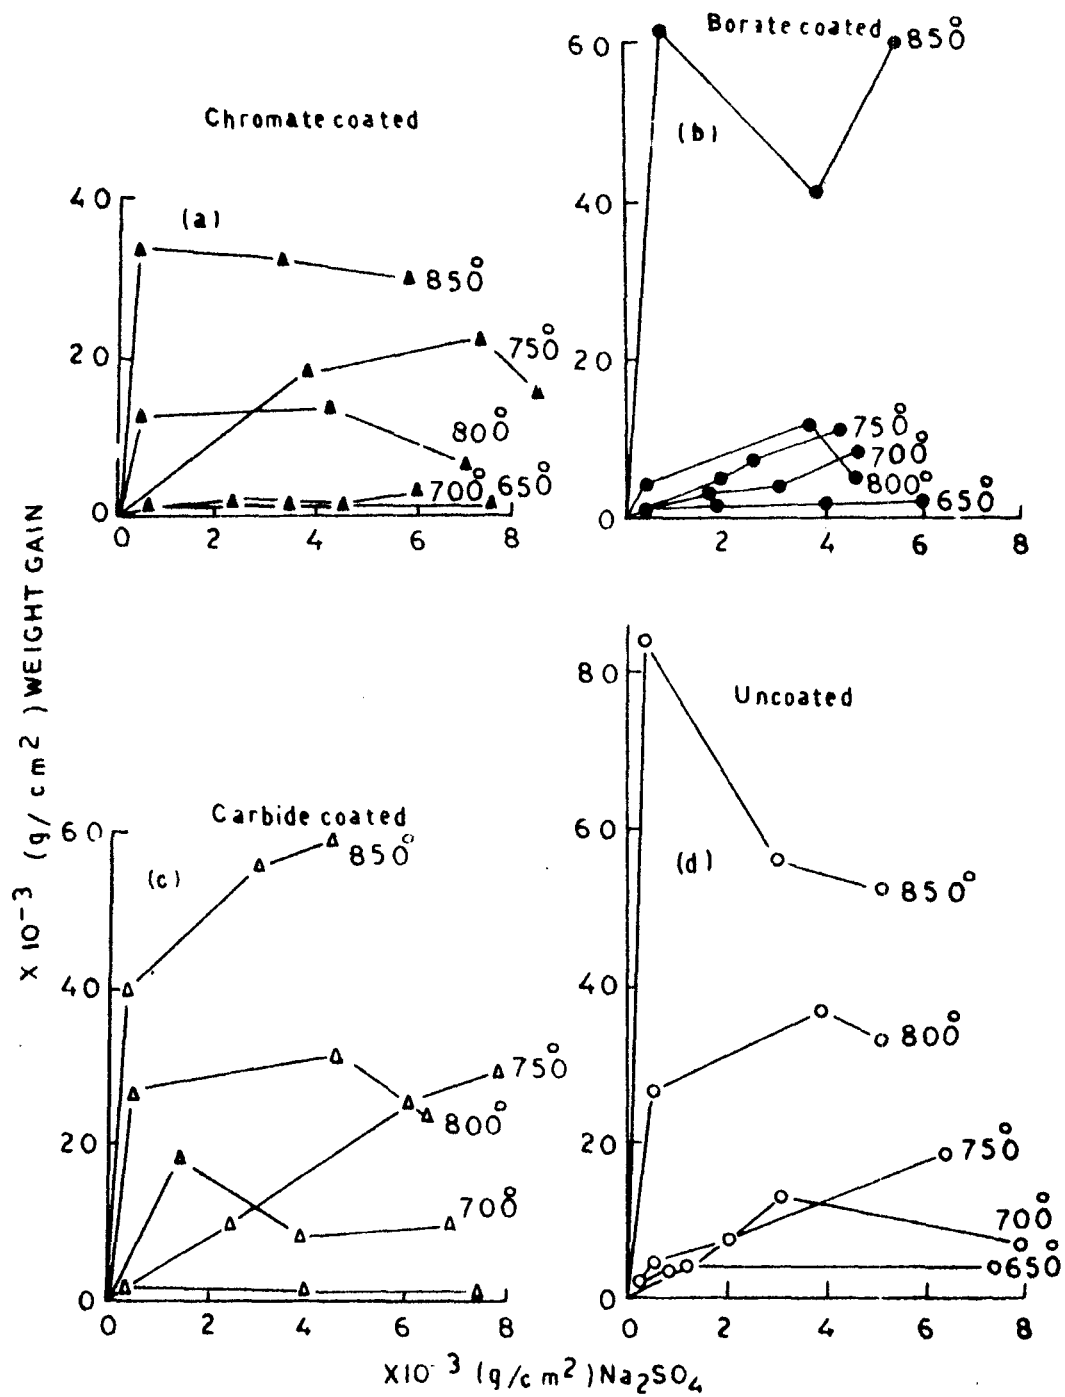 Chromate coated
(a)
40
20
0
0 2 4 6 8
850°
750°
800°
700° 650°
Borate coated
(b)
60
40
20
0
2 4 6 8
850°
750°
700°
800°
650°
Carbide coated
(c)
60
40
20
0
0 2 4 6 8
850°
750°
800°
700°
Uncoated
(d)
80
60
40
20
0
0 2 4 6 8
850°
800°
750°
700°
650°
X10⁻³ (g/cm²) WEIGHT GAIN
X10⁻³ (g/cm²) Na₂SO₄